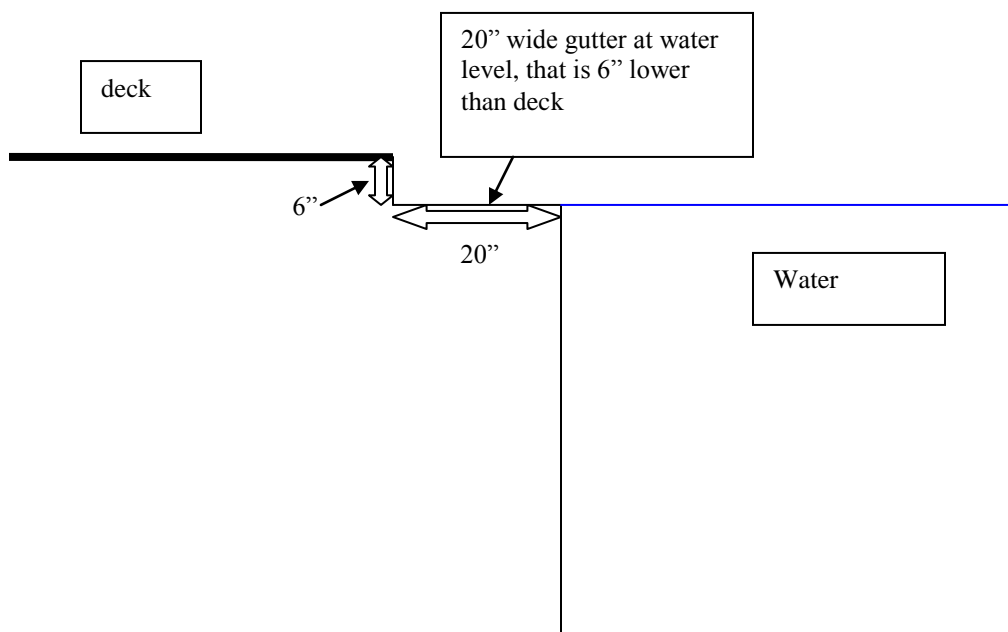 20” wide gutter at water
level, that is 6” lower
than deck
deck
6”
20”
Water